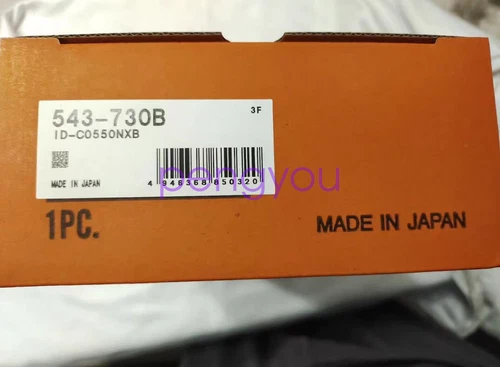 543-730B
3F
ID-C0550NXB
MADE IN JAPAN
4 946368 850320
pengyou
1PC.
MADE IN JAPAN